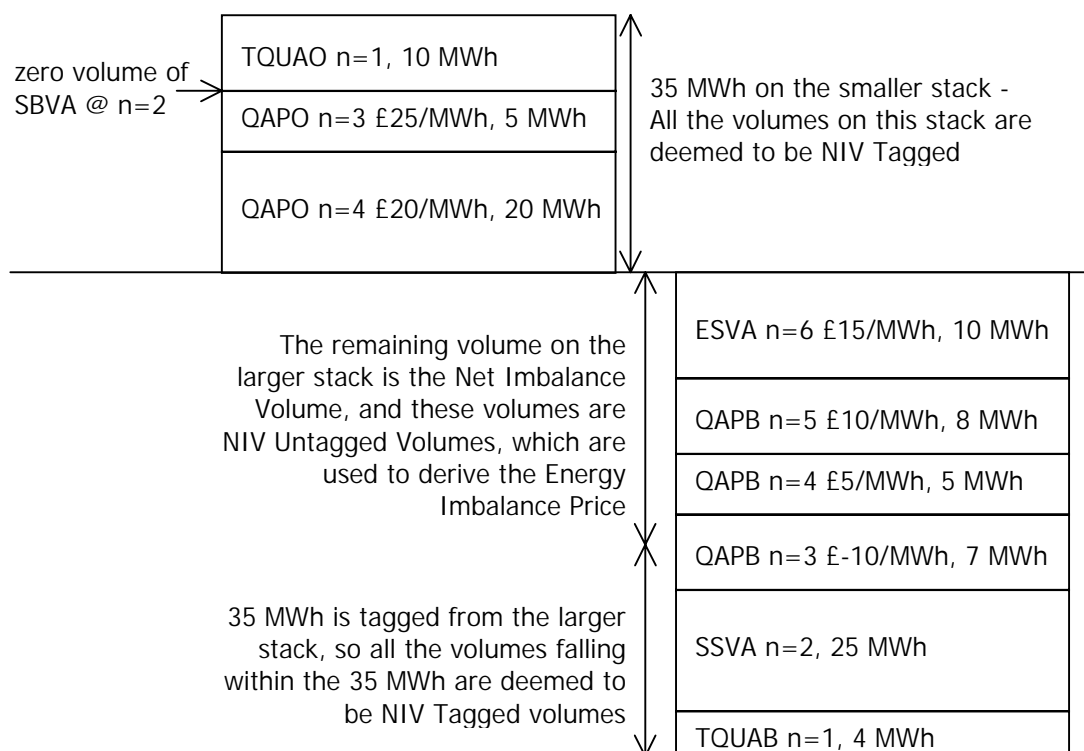 TQUAO n=1, 10 MWh
zero volume of
SBVA @ n=2
QAPO n=3 £25/MWh, 5 MWh
QAPO n=4 £20/MWh, 20 MWh
35 MWh on the smaller stack -
All the volumes on this stack are
deemed to be NIV Tagged
The remaining volume on the
larger stack is the Net Imbalance
Volume, and these volumes are
NIV Untagged Volumes, which are
used to derive the Energy
Imbalance Price
35 MWh is tagged from the larger
stack, so all the volumes falling
within the 35 MWh are deemed to
be NIV Tagged volumes
ESVA n=6 £15/MWh, 10 MWh
QAPB n=5 £10/MWh, 8 MWh
QAPB n=4 £5/MWh, 5 MWh
QAPB n=3 £-10/MWh, 7 MWh
SSVA n=2, 25 MWh
TQUAB n=1, 4 MWh